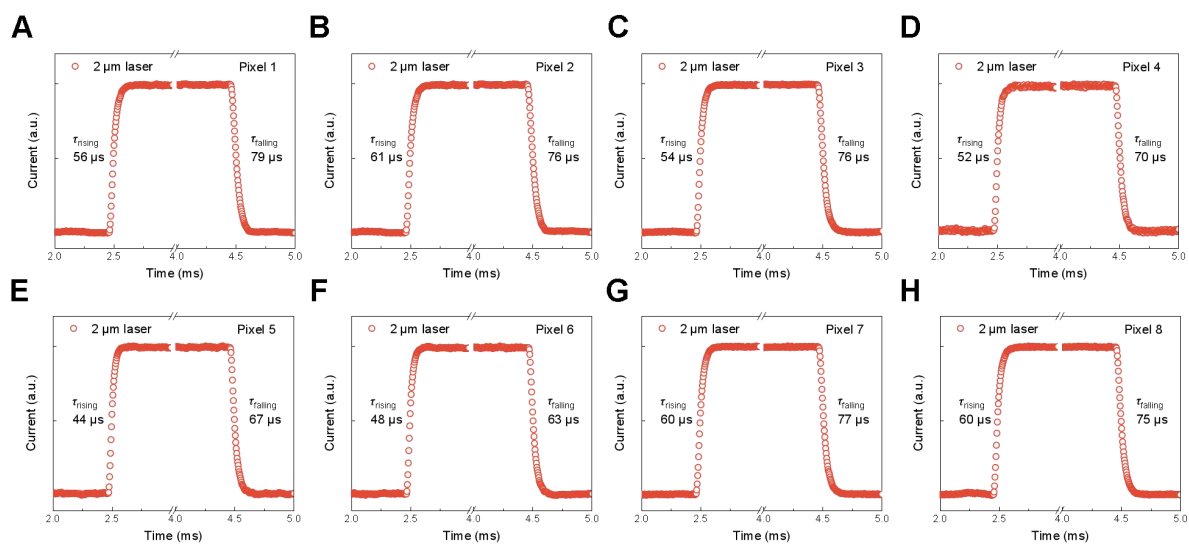 A
2 μm laser Pixel 1
τrising
56 μs
τfalling
79 μs
Current (a.u.)
2.0 2.5 4.0 4.5 5.0
Time (ms)
B
2 μm laser Pixel 2
τrising
61 μs
τfalling
76 μs
Current (a.u.)
2.0 2.5 4.0 4.5 5.0
Time (ms)
C
2 μm laser Pixel 3
τrising
54 μs
τfalling
76 μs
Current (a.u.)
2.0 2.5 4.0 4.5 5.0
Time (ms)
D
2 μm laser Pixel 4
τrising
52 μs
τfalling
70 μs
Current (a.u.)
2.0 2.5 4.0 4.5 5.0
Time (ms)
E
2 μm laser Pixel 5
τrising
44 μs
τfalling
67 μs
Current (a.u.)
2.0 2.5 4.0 4.5 5.0
Time (ms)
F
2 μm laser Pixel 6
τrising
48 μs
τfalling
63 μs
Current (a.u.)
2.0 2.5 4.0 4.5 5.0
Time (ms)
G
2 μm laser Pixel 7
τrising
60 μs
τfalling
77 μs
Current (a.u.)
2.0 2.5 4.0 4.5 5.0
Time (ms)
H
2 μm laser Pixel 8
τrising
60 μs
τfalling
75 μs
Current (a.u.)
2.0 2.5 4.0 4.5 5.0
Time (ms)